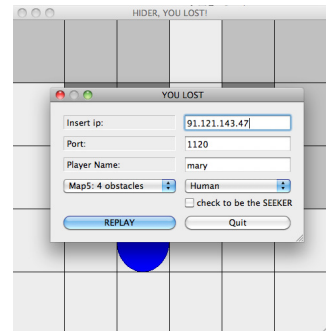 HIDER, YOU LOST!
YOU LOST
Insert ip: 91.121.143.47
Port: 1120
Player Name: mary
Map5: 4 obstacles Human
check to be the SEEKER
REPLAY Quit